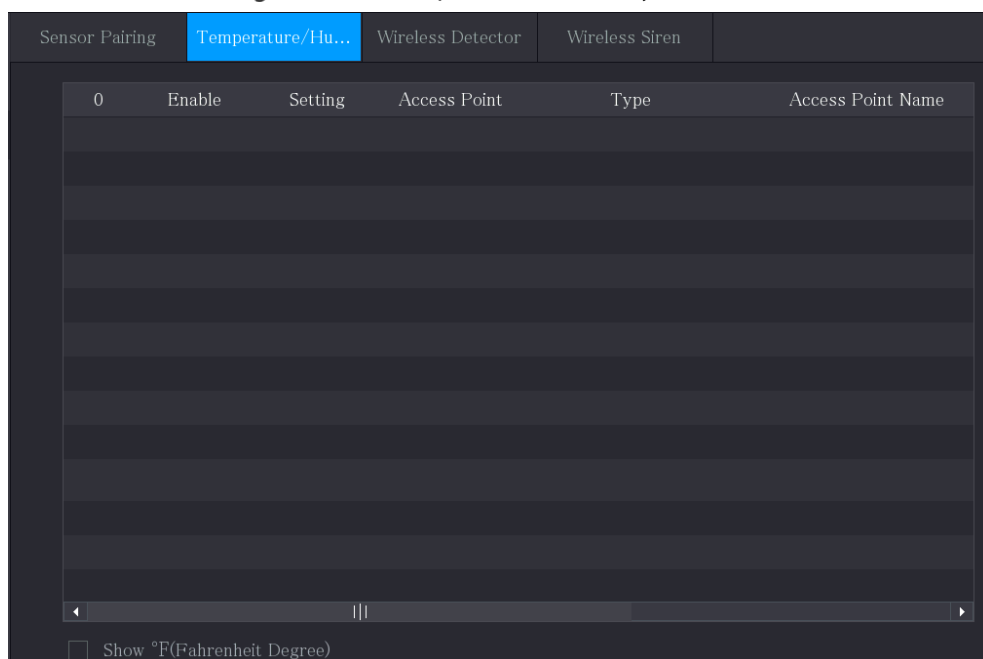 Sensor Pairing Temperature/Hu... Wireless Detector Wireless Siren
0 Enable Setting Access Point Type Access Point Name
Show °F(Fahrenheit Degree)